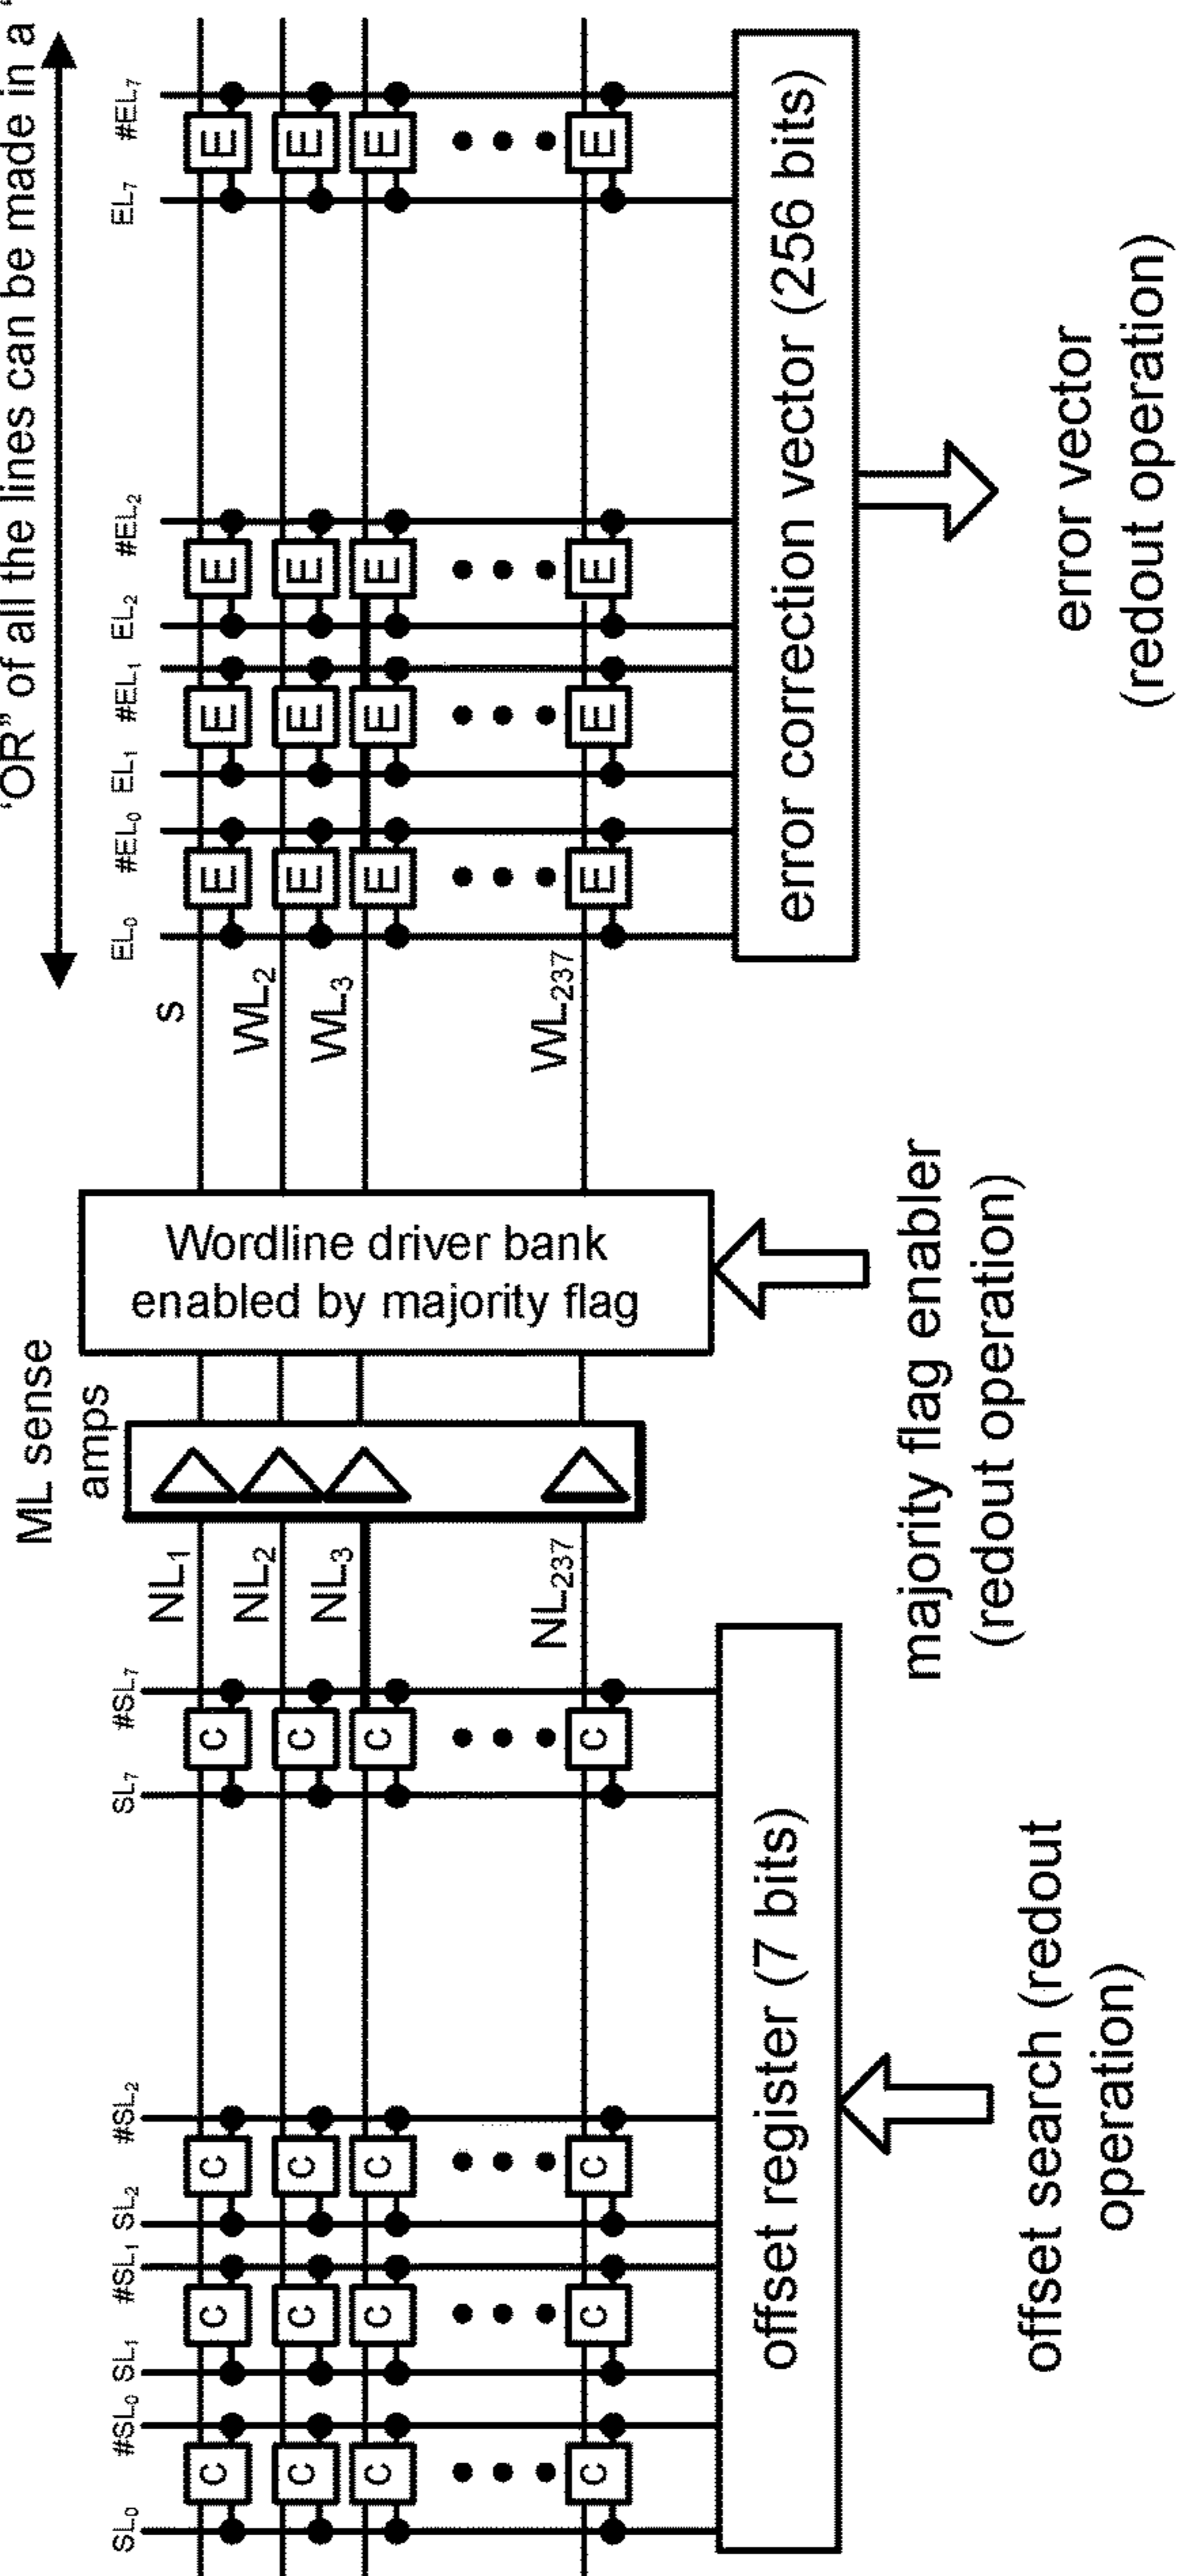 ‘OR” of all the lines can be made in a ‘
SL₀ #SL₀ SL₁ #SL₁ SL₂ #SL₂ SL₇ #SL₇
EL₀ #EL₀ EL₁ #EL₁ EL₂ #EL₂ EL₇ #EL₇
ML sense
amps
C C C C NL₁ s E E E E
C C C C NL₂ WL₂ E E E E
C C C C NL₃ WL₃ E E E E
C C C C NL₂₃₇ WL₂₃₇ E E E E
Wordline driver bank
enabled by majority flag
offset register (7 bits)
error correction vector (256 bits)
offset search (redout
operation)
majority flag enabler
(redout operation)
error vector
(redout operation)